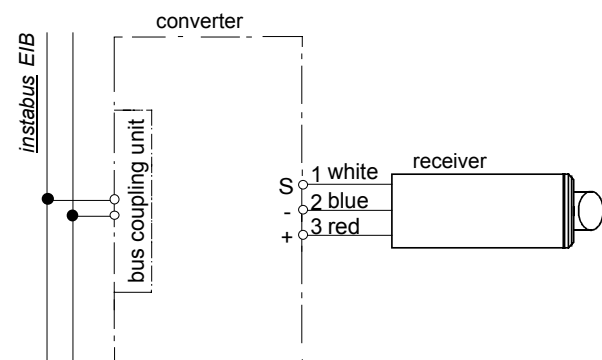 converter
instabus EIB
bus coupling unit
S 1 white
- 2 blue
+ 3 red
receiver